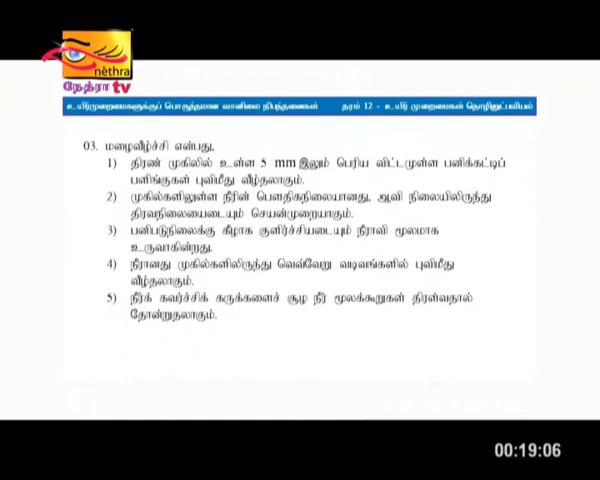 nēthra
நேத்ரா tv
உயிர்முறைமைகளுக்குப் பொருத்தமான வானிலை நிபந்தனைகள் தரம் 12 - உயிர் முறைமைகள் தொழினுட்பவியல்
03. மழைவீழ்ச்சி என்பது,
1) திரண் முகிலில் உள்ள 5 mm இலும் பெரிய விட்டமுள்ள பனிக்கட்டிப்
பளிங்குகள் புவிமீது வீழ்தலாகும்.
2) முகில்களிலுள்ள நீரின் பௌதிகநிலையானது, ஆவி நிலையிலிருந்து
திரவநிலையைடையும் செயன்முறையாகும்.
3) பனிபடுநிலைக்கு கீழாக குளிர்ச்சியடையும் நீராவி மூலமாக
உருவாகின்றது.
4) நீரானது முகில்களிலிருந்து வெவ்வேறு வடிவங்களில் புவிமீது
வீழ்தலாகும்.
5) நீர்க் கவர்ச்சிக் கருக்களைச் சூழ நீர் மூலக்கூறுகள் திரள்வதால்
தோன்றுதலாகும்.
00:19:06